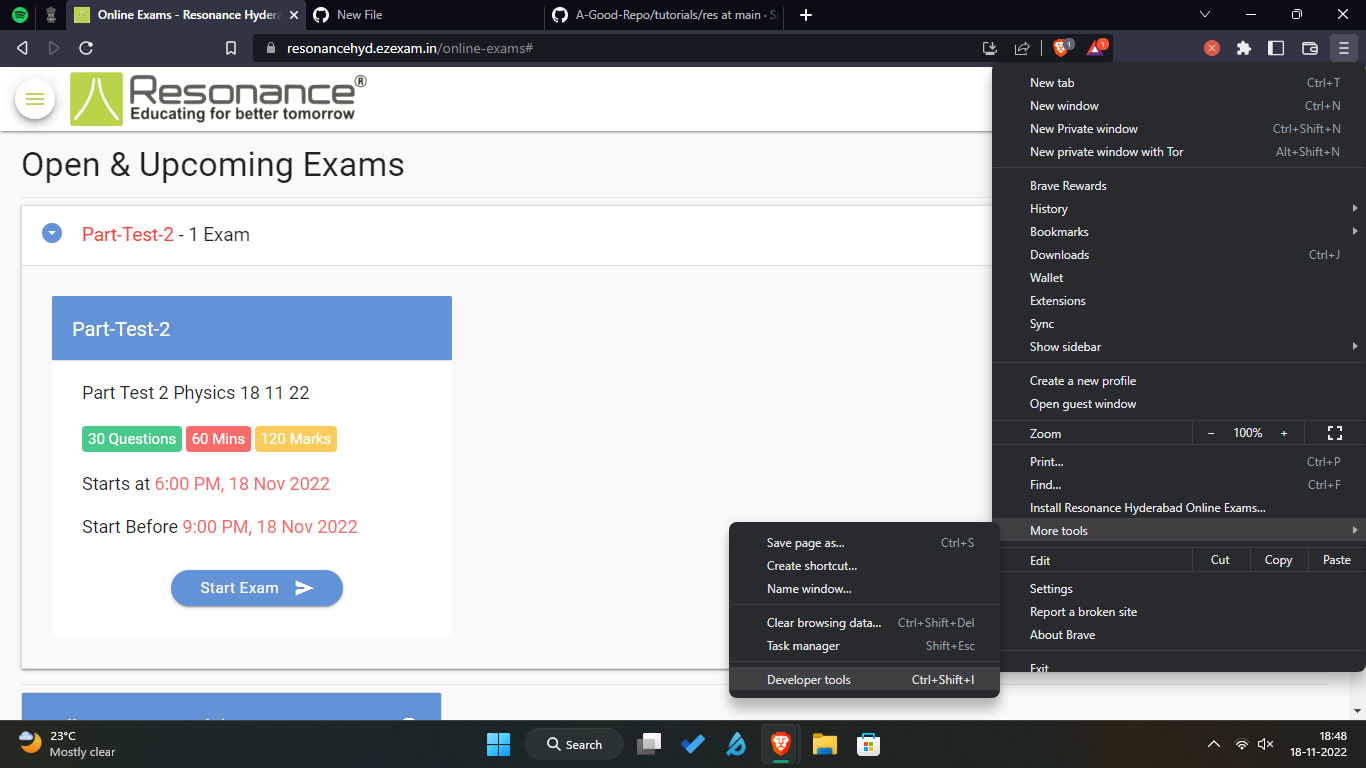 Online Exams - Resonance Hydera
New File
A-Good-Repo/tutorials/res at main · S
resonancehyd.ezexam.in/online-exams#
1
1
Resonance®
Educating for better tomorrow
Open & Upcoming Exams
Part-Test-2 - 1 Exam
Part-Test-2
Part Test 2 Physics 18 11 22
30 Questions 60 Mins 120 Marks
Starts at 6:00 PM, 18 Nov 2022
Start Before 9:00 PM, 18 Nov 2022
Start Exam
New tab Ctrl+T
New window Ctrl+N
New Private window Ctrl+Shift+N
New private window with Tor Alt+Shift+N
Brave Rewards
History
Bookmarks
Downloads Ctrl+J
Wallet
Extensions
Sync
Show sidebar
Create a new profile
Open guest window
Zoom − 100% +
Print... Ctrl+P
Find... Ctrl+F
Install Resonance Hyderabad Online Exams...
More tools
Edit Cut Copy Paste
Settings
Report a broken site
About Brave
Exit
Save page as... Ctrl+S
Create shortcut...
Name window...
Clear browsing data... Ctrl+Shift+Del
Task manager Shift+Esc
Developer tools Ctrl+Shift+I
23°C
Mostly clear
Search
18:48
18-11-2022